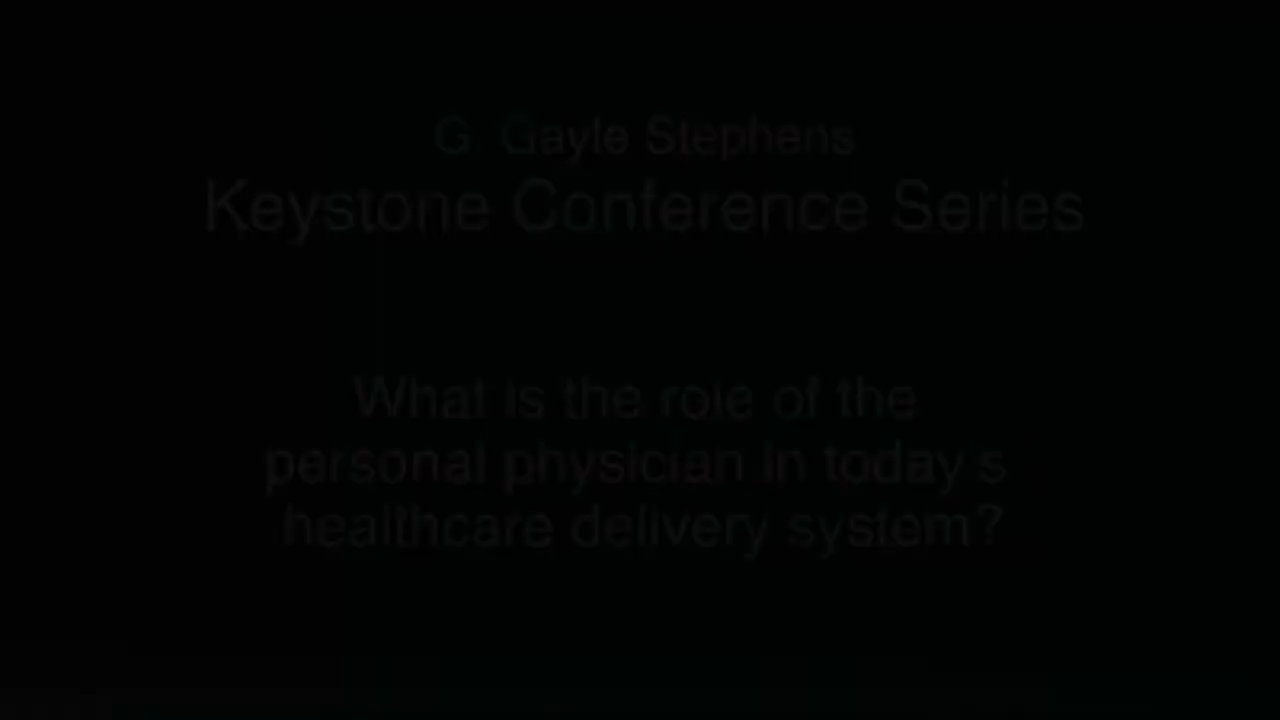 G. Gayle Stephens
Keystone Conference Series
What is the role of the
personal physician in today's
healthcare delivery system?